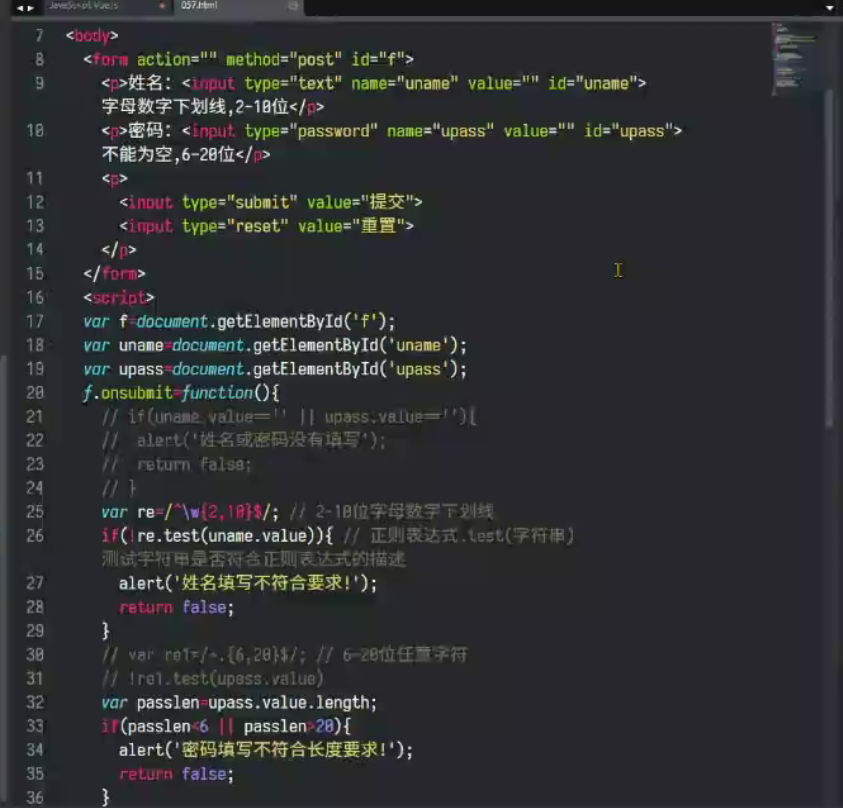 JavaScript Vue.js
057.html
7 <body>
8 <form action="" method="post" id="f">
9 <p>姓名: <input type="text" name="uname" value="" id="uname">
字母数字下划线,2-10位</p>
10 <p>密码: <input type="password" name="upass" value="" id="upass">
不能为空,6-20位</p>
11 <p>
12 <input type="submit" value="提交">
13 <input type="reset" value="重置">
14 </p>
15 </form>
16 <script>
17 var f=document.getElementById('f');
18 var uname=document.getElementById('uname');
19 var upass=document.getElementById('upass');
20 f.onsubmit=function(){
21 // if(uname.value=='' || upass.value==''){
22 // alert('姓名或密码没有填写');
23 // return false;
24 // }
25 var re=/^\w{2,10}$/; // 2-10位字母数字下划线
26 if(!re.test(uname.value)){ // 正则表达式.test(字符串)
测试字符串是否符合正则表达式的描述
27 alert('姓名填写不符合要求!');
28 return false;
29 }
30 // var re1=/^.{6,20}$/; // 6-20位任意字符
31 // !re1.test(upass.value)
32 var passlen=upass.value.length;
33 if(passlen<6 || passlen>20){
34 alert('密码填写不符合长度要求!');
35 return false;
36 }